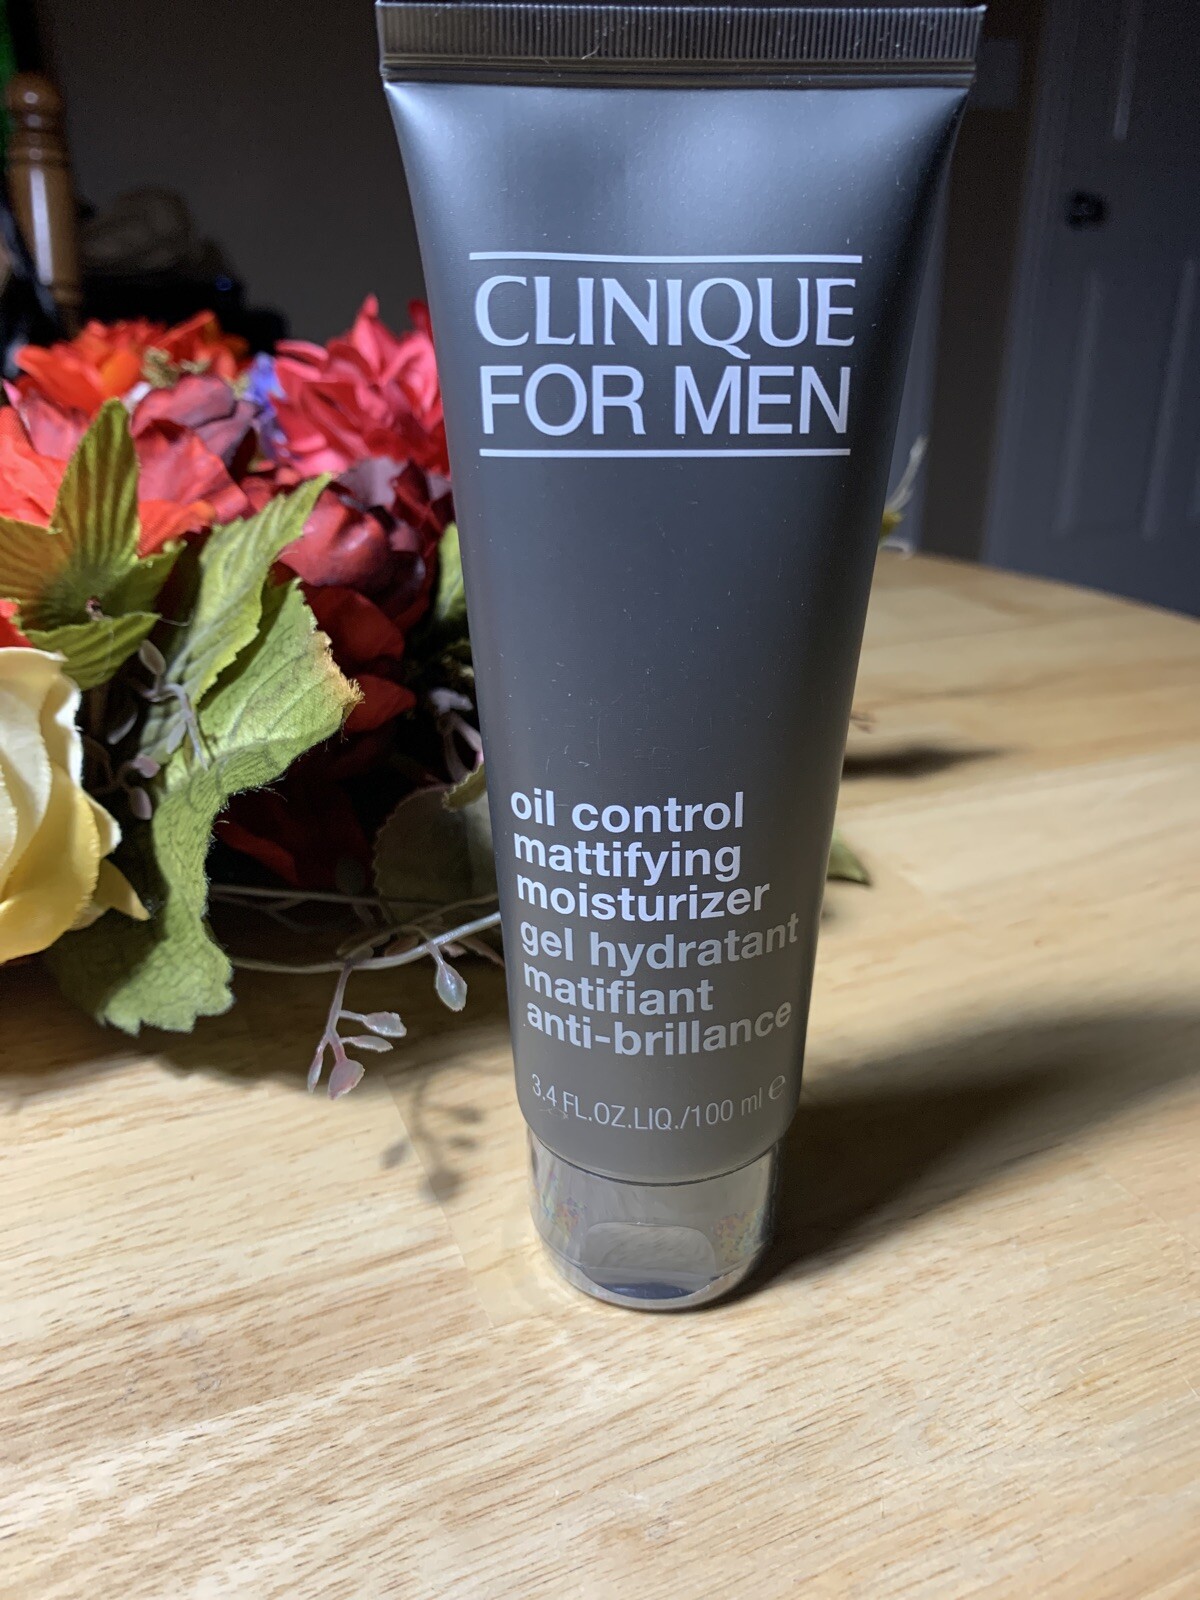 CLINIQUE
FOR MEN
oil control
mattifying
moisturizer
gel hydratant
matifiant
anti-brillance
3.4 FL.OZ.LIQ./100 ml ℮